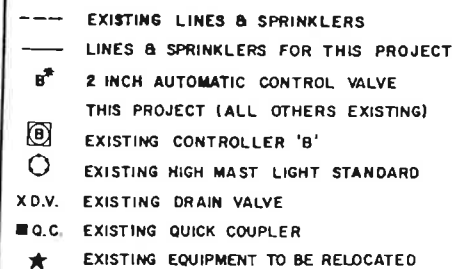 EXISTING LINES & SPRINKLERS
LINES & SPRINKLERS FOR THIS PROJECT
B* 2 INCH AUTOMATIC CONTROL VALVE
THIS PROJECT (ALL OTHERS EXISTING)
B EXISTING CONTROLLER 'B'
EXISTING HIGH MAST LIGHT STANDARD
X D.V. EXISTING DRAIN VALVE
■ Q.C. EXISTING QUICK COUPLER
★ EXISTING EQUIPMENT TO BE RELOCATED